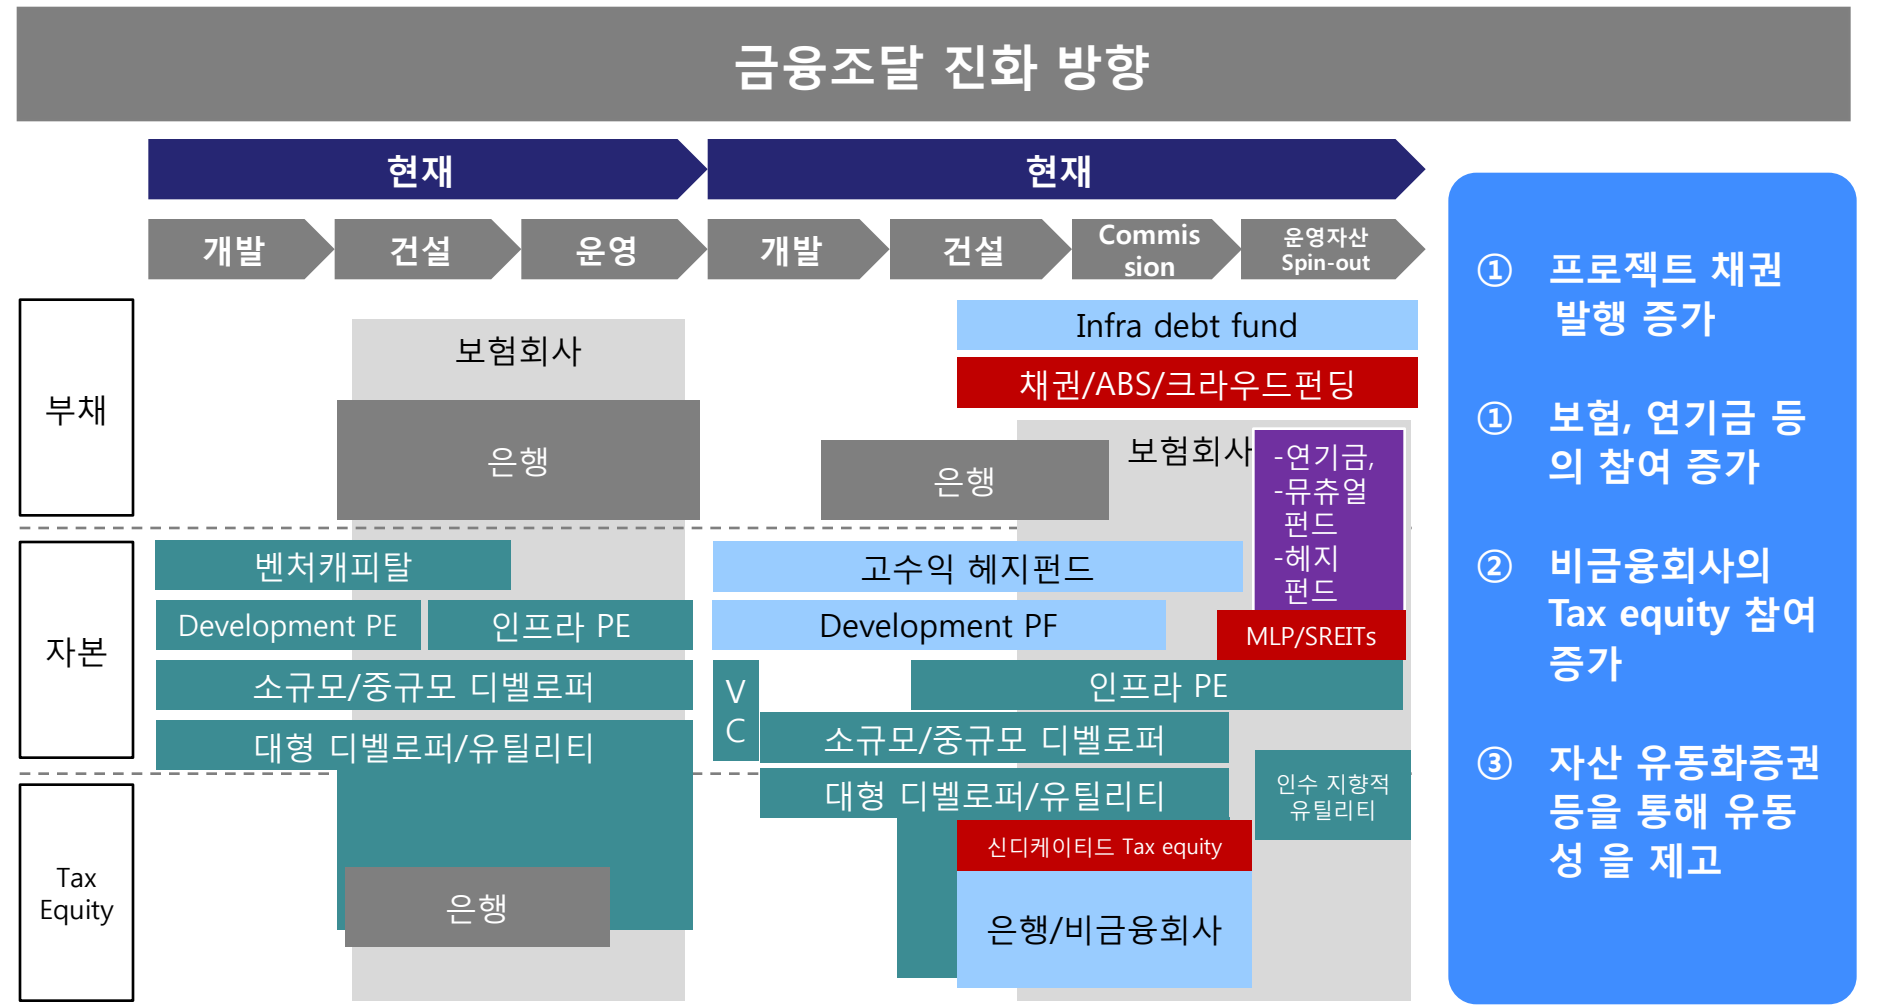 금융조달 진화 방향
현재
현재
개발
건설
운영
개발
건설
Commis
sion
운영자산
Spin-out
부채
보험회사
은행
Infra debt fund
채권/ABS/크라우드펀딩
은행
보험회사
-연기금,
-뮤츄얼
펀드
-헤지
펀드
자본
벤처캐피탈
Development PE
인프라 PE
소규모/중규모 디벨로퍼
대형 디벨로퍼/유틸리티
고수익 헤지펀드
Development PF
MLP/SREITs
V
C
인프라 PE
소규모/중규모 디벨로퍼
대형 디벨로퍼/유틸리티
인수 지향적
유틸리티
Tax
Equity
은행
신디케이티드 Tax equity
은행/비금융회사
① 프로젝트 채권
발행 증가
① 보험, 연기금 등
의 참여 증가
② 비금융회사의
Tax equity 참여
증가
③ 자산 유동화증권
등을 통해 유동
성 을 제고